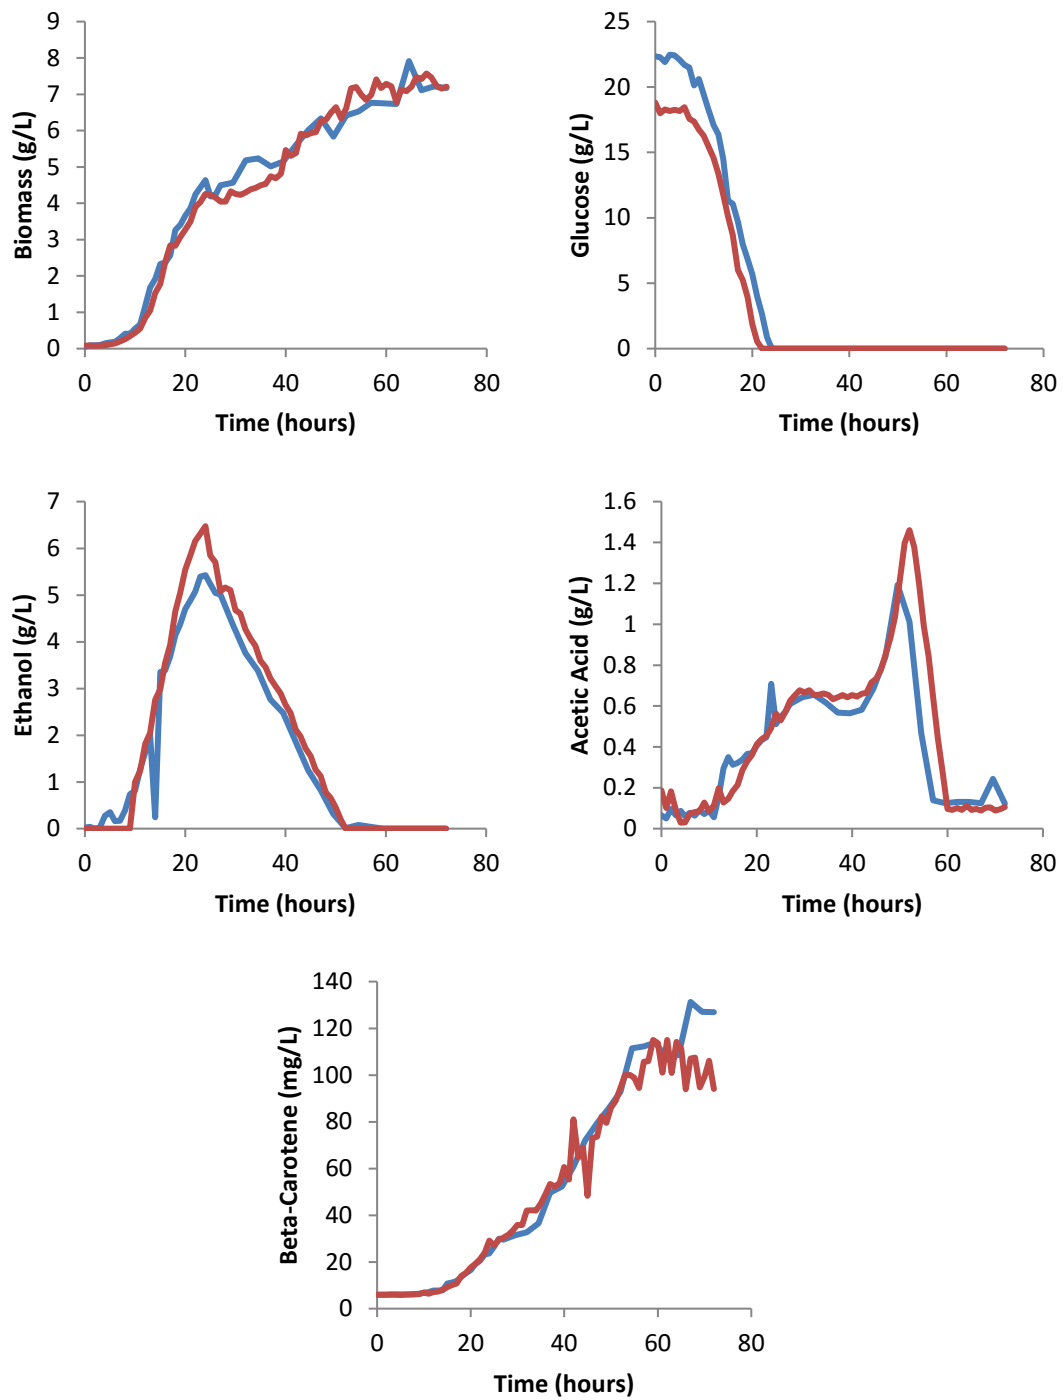 Biomass (g/L)
9
8
7
6
5
4
3
2
1
0
0 20 40 60 80
Time (hours)
Glucose (g/L)
25
20
15
10
5
0
0 20 40 60 80
Time (hours)
Ethanol (g/L)
7
6
5
4
3
2
1
0
0 20 40 60 80
Time (hours)
Acetic Acid (g/L)
1.6
1.4
1.2
1
0.8
0.6
0.4
0.2
0
0 20 40 60 80
Time (hours)
Beta-Carotene (mg/L)
140
120
100
80
60
40
20
0
0 20 40 60 80
Time (hours)